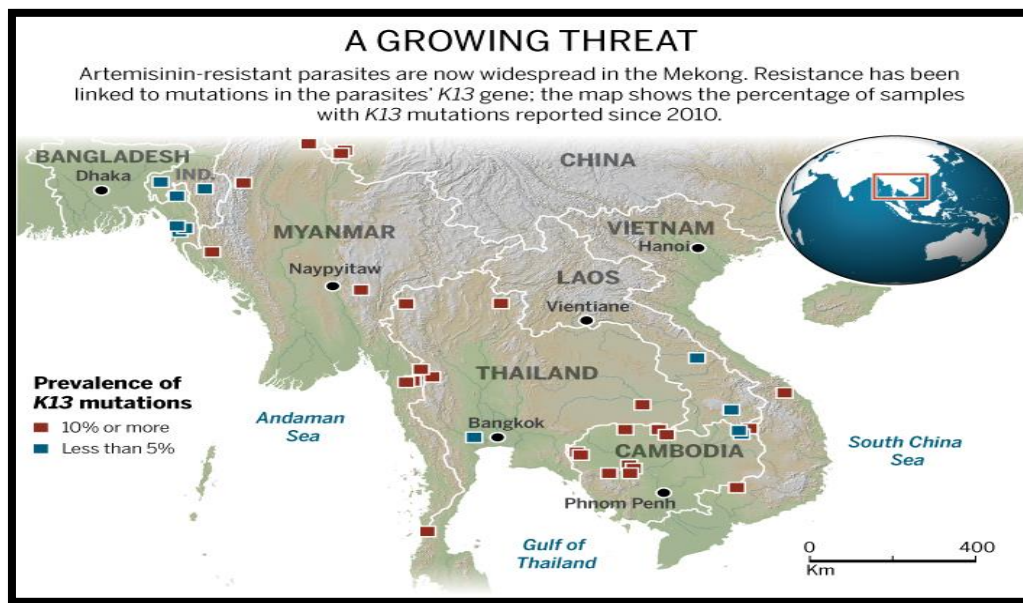 A GROWING THREAT
Artemisinin-resistant parasites are now widespread in the Mekong. Resistance has been
linked to mutations in the parasites' K13 gene; the map shows the percentage of samples
with K13 mutations reported since 2010.
BANGLADESH
Dhaka
IND.
CHINA
MYANMAR
Naypyitaw
VIETNAM
Hanoi
LAOS
Vientiane
THAILAND
Bangkok
CAMBODIA
Phnom Penh
Prevalence of
K13 mutations
10% or more
Less than 5%
Andaman
Sea
South China
Sea
Gulf of
Thailand
0 400
Km